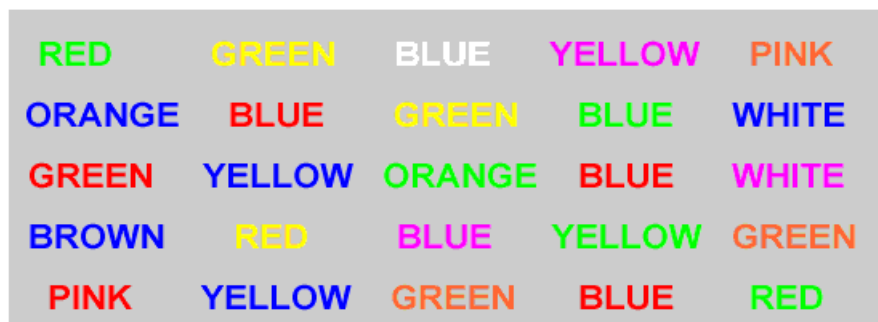 RED GREEN BLUE YELLOW PINK
ORANGE BLUE GREEN BLUE WHITE
GREEN YELLOW ORANGE BLUE WHITE
BROWN RED BLUE YELLOW GREEN
PINK YELLOW GREEN BLUE RED